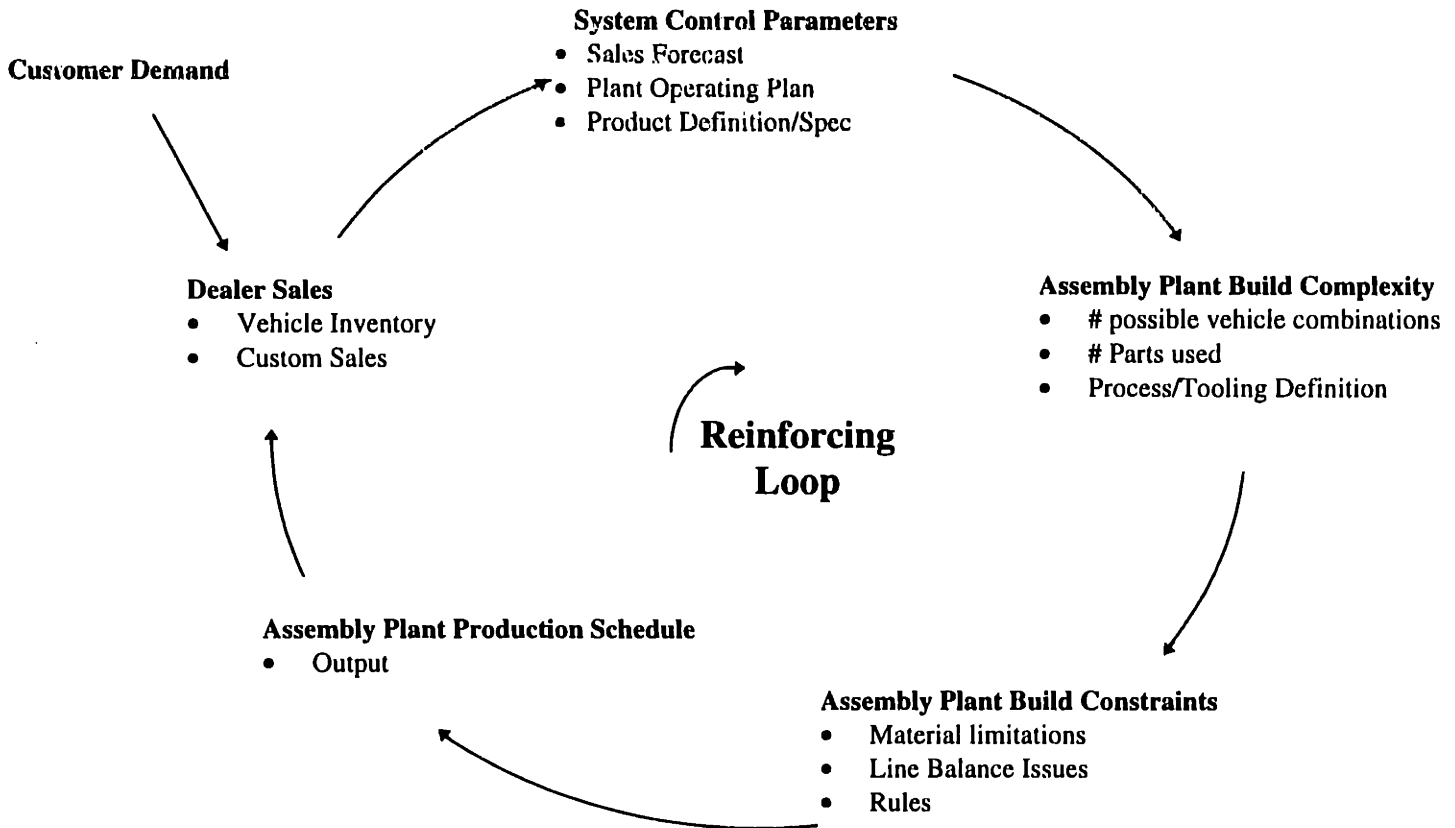 System Control Parameters
• Sales Forecast
• Plant Operating Plan
• Product Definition/Spec
Customer Demand
Dealer Sales
• Vehicle Inventory
• Custom Sales
Assembly Plant Build Complexity
• # possible vehicle combinations
• # Parts used
• Process/Tooling Definition
Reinforcing
Loop
Assembly Plant Production Schedule
• Output
Assembly Plant Build Constraints
• Material limitations
• Line Balance Issues
• Rules